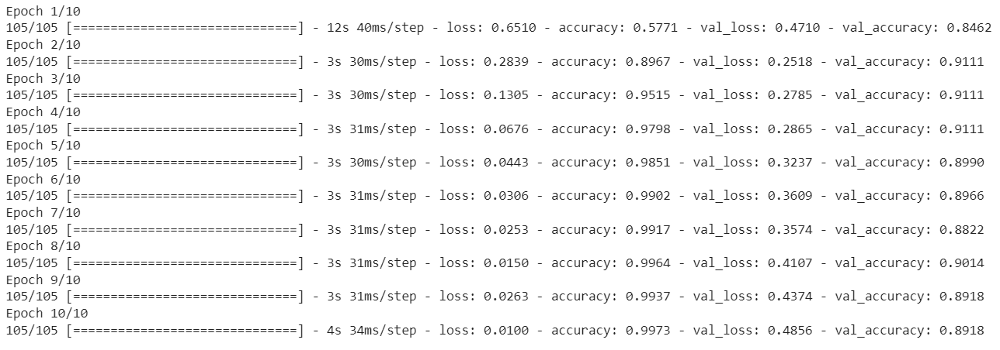 Epoch 1/10
105/105 [==============================] - 12s 40ms/step - loss: 0.6510 - accuracy: 0.5771 - val_loss: 0.4710 - val_accuracy: 0.8462
Epoch 2/10
105/105 [==============================] - 3s 30ms/step - loss: 0.2839 - accuracy: 0.8967 - val_loss: 0.2518 - val_accuracy: 0.9111
Epoch 3/10
105/105 [==============================] - 3s 30ms/step - loss: 0.1305 - accuracy: 0.9515 - val_loss: 0.2785 - val_accuracy: 0.9111
Epoch 4/10
105/105 [==============================] - 3s 31ms/step - loss: 0.0676 - accuracy: 0.9798 - val_loss: 0.2865 - val_accuracy: 0.9111
Epoch 5/10
105/105 [==============================] - 3s 30ms/step - loss: 0.0443 - accuracy: 0.9851 - val_loss: 0.3237 - val_accuracy: 0.8990
Epoch 6/10
105/105 [==============================] - 3s 31ms/step - loss: 0.0306 - accuracy: 0.9902 - val_loss: 0.3609 - val_accuracy: 0.8966
Epoch 7/10
105/105 [==============================] - 3s 31ms/step - loss: 0.0253 - accuracy: 0.9917 - val_loss: 0.3574 - val_accuracy: 0.8822
Epoch 8/10
105/105 [==============================] - 3s 31ms/step - loss: 0.0150 - accuracy: 0.9964 - val_loss: 0.4107 - val_accuracy: 0.9014
Epoch 9/10
105/105 [==============================] - 3s 31ms/step - loss: 0.0263 - accuracy: 0.9937 - val_loss: 0.4374 - val_accuracy: 0.8918
Epoch 10/10
105/105 [==============================] - 4s 34ms/step - loss: 0.0100 - accuracy: 0.9973 - val_loss: 0.4856 - val_accuracy: 0.8918